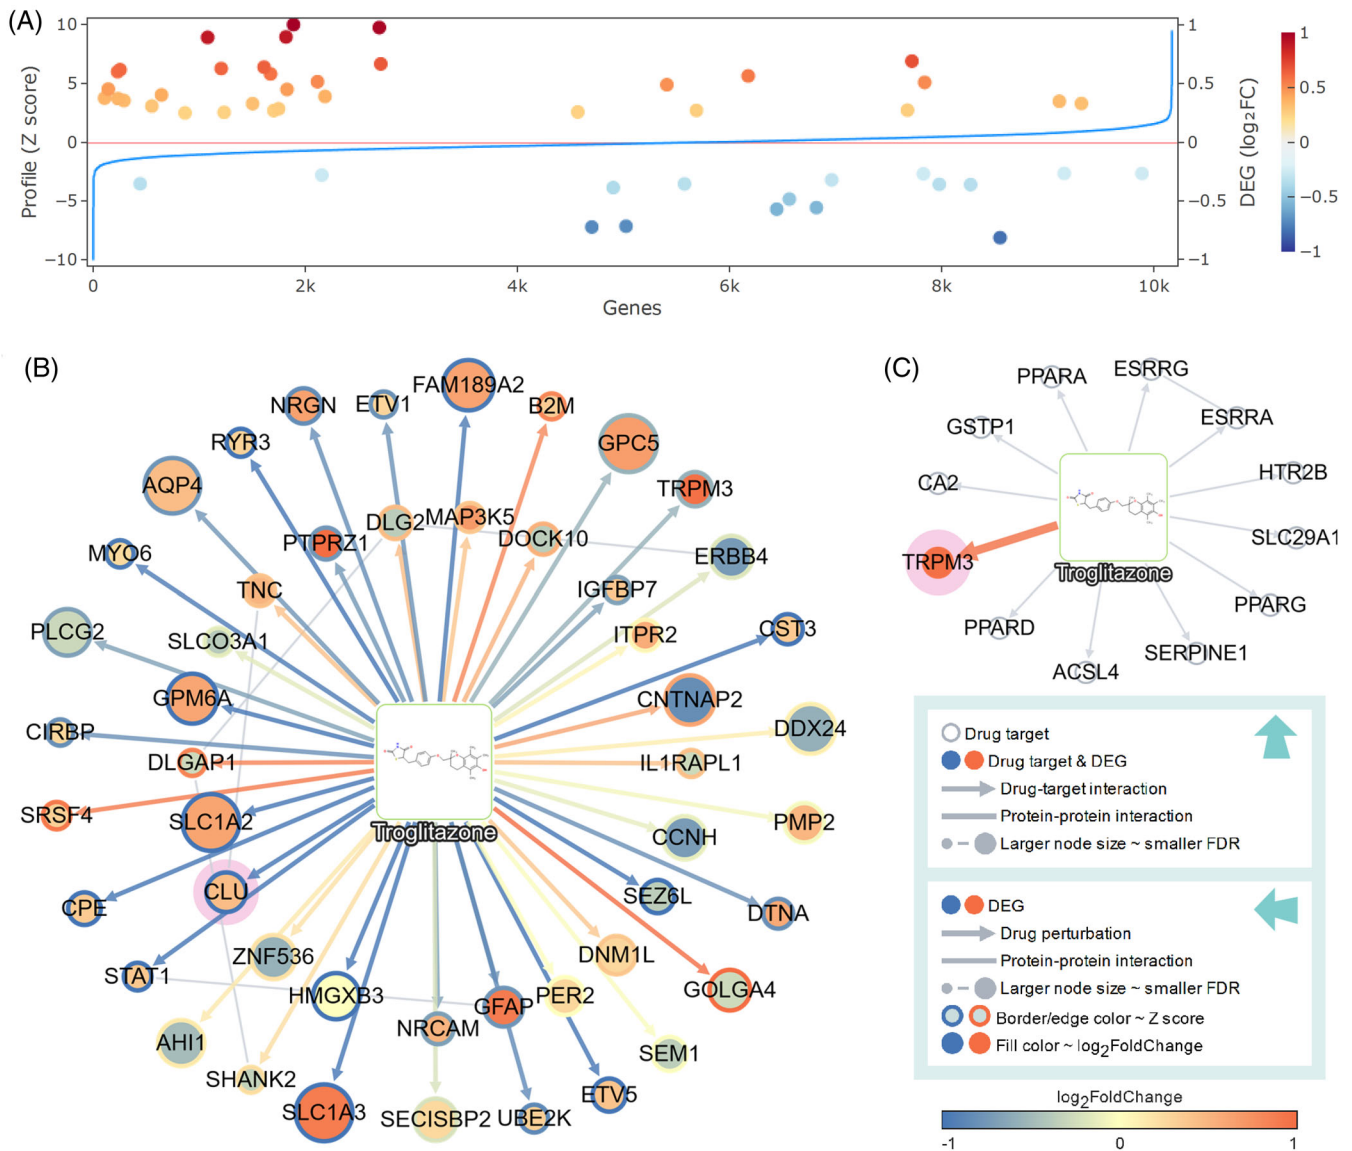 (A)
10
5
0
−5
−10
Profile (Z score)
1
0.5
0
−0.5
−1
DEG (log₂FC)
1
0.5
0
−0.5
−1
0
2k
4k
6k
8k
10k
Genes
(B)
FAM189A2
NRGN
ETV1
B2M
RYR3
GPC5
AQP4
TRPM3
DLG2
MAP3K5
PTPRZ1
DOCK10
MYO6
ERBB4
TNC
IGFBP7
PLCG2
SLCO3A1
ITPR2
CST3
GPM6A
CNTNAP2
CIRBP
DDX24
DLGAP1
IL1RAPL1
SRSF4
SLC1A2
PMP2
Troglitazone
CCNH
CLU
CPE
SEZ6L
DTNA
ZNF536
DNM1L
STAT1
HMGXB3
GOLGA4
GFAP
PER2
NRCAM
AHI1
SEM1
SHANK2
SLC1A3
SECISBP2
UBE2K
ETV5
(C)
PPARA
ESRRG
GSTP1
ESRRA
CA2
HTR2B
SLC29A1
TRPM3
Troglitazone
PPARG
PPARD
SERPINE1
ACSL4
Drug target
Drug target & DEG
Drug-target interaction
Protein-protein interaction
Larger node size ~ smaller FDR
DEG
Drug perturbation
Protein-protein interaction
Larger node size ~ smaller FDR
Border/edge color ~ Z score
Fill color ~ log₂FoldChange
log₂FoldChange
-1
0
1